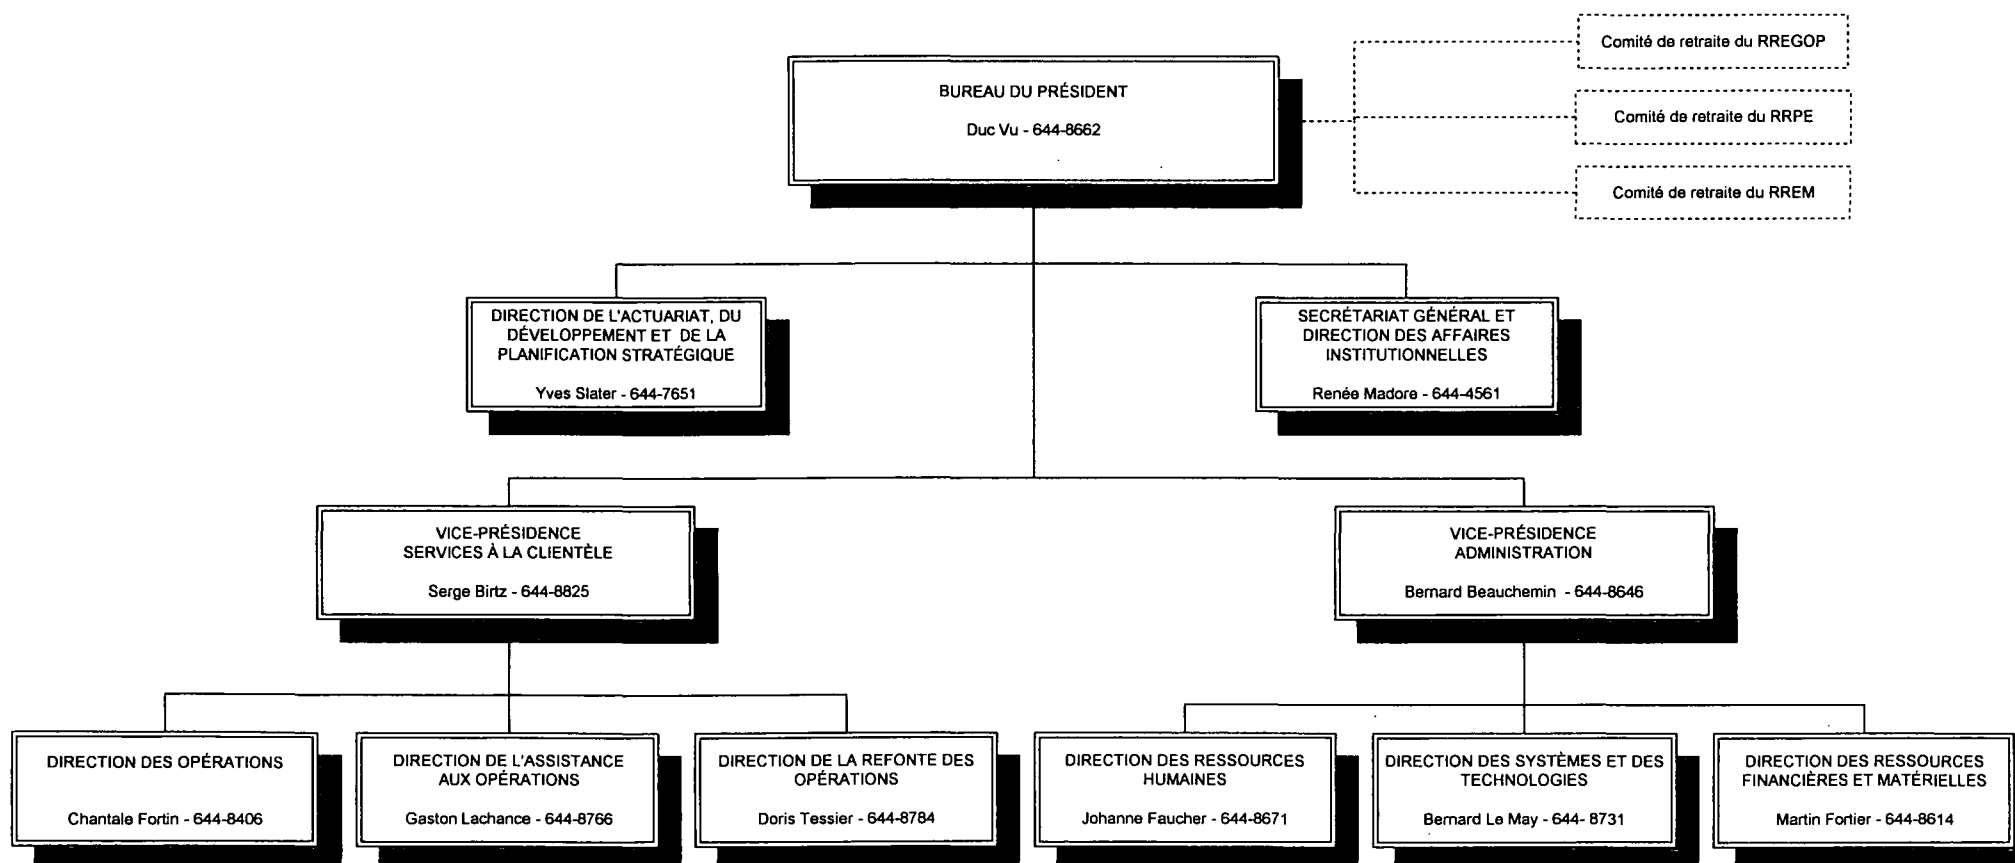 Comité de retraite du RREGOP
BUREAU DU PRÉSIDENT
Duc Vu - 644-8662
Comité de retraite du RRPE
Comité de retraite du RREM
DIRECTION DE L'ACTUARIAT, DU
DÉVELOPPEMENT ET DE LA
PLANIFICATION STRATÉGIQUE
Yves Slater - 644-7651
SECRÉTARIAT GÉNÉRAL ET
DIRECTION DES AFFAIRES
INSTITUTIONNELLES
Renée Madore - 644-4561
VICE-PRÉSIDENCE
SERVICES À LA CLIENTÈLE
Serge Birtz - 644-8825
VICE-PRÉSIDENCE
ADMINISTRATION
Bernard Beauchemin - 644-8646
DIRECTION DES OPÉRATIONS
Chantale Fortin - 644-8406
DIRECTION DE L'ASSISTANCE
AUX OPÉRATIONS
Gaston Lachance - 644-8766
DIRECTION DE LA REFONTE DES
OPÉRATIONS
Doris Tessier - 644-8784
DIRECTION DES RESSOURCES
HUMAINES
Johanne Faucher - 644-8671
DIRECTION DES SYSTÈMES ET DES
TECHNOLOGIES
Bernard Le May - 644- 8731
DIRECTION DES RESSOURCES
FINANCIÈRES ET MATÉRIELLES
Martin Fortier - 644-8614